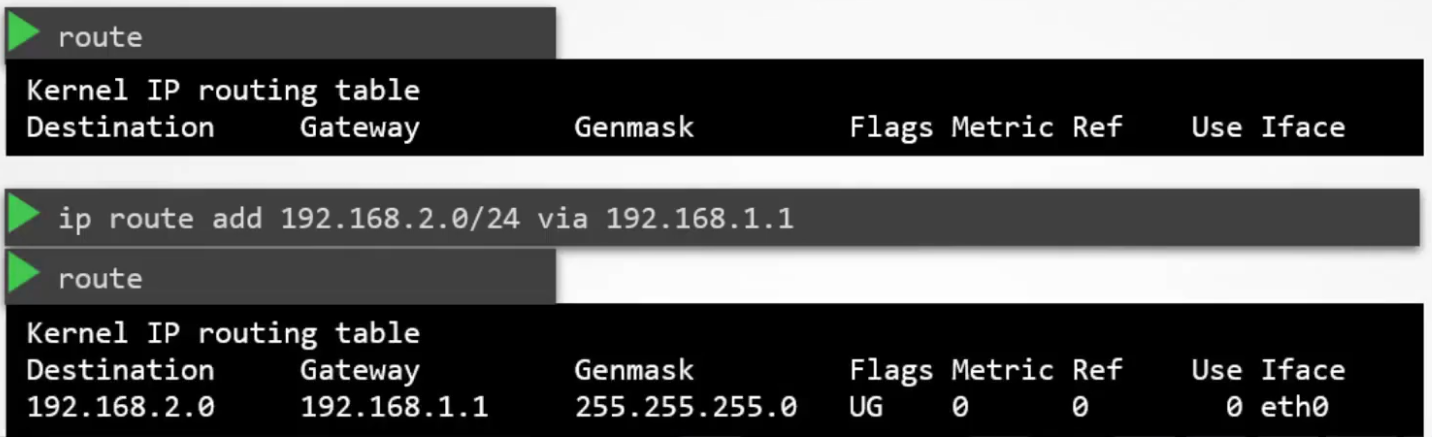 route
Kernel IP routing table
Destination Gateway Genmask Flags Metric Ref Use Iface
ip route add 192.168.2.0/24 via 192.168.1.1
route
Kernel IP routing table
Destination Gateway Genmask Flags Metric Ref Use Iface
192.168.2.0 192.168.1.1 255.255.255.0 UG 0 0 0 eth0